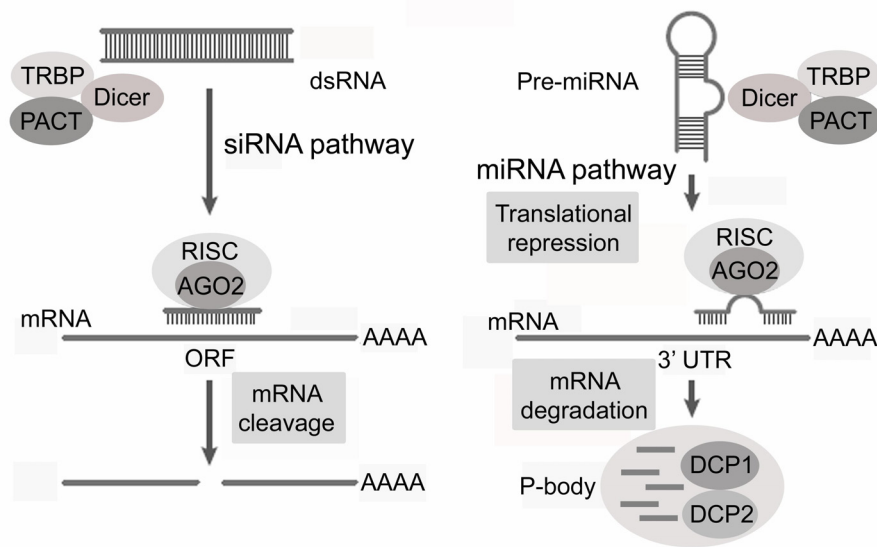 TRBP
Dicer
PACT
dsRNA
siRNA pathway
RISC
AGO2
mRNA
AAAA
ORF
mRNA
cleavage
AAAA
Pre-miRNA
Dicer
TRBP
PACT
miRNA pathway
Translational
repression
RISC
AGO2
mRNA
AAAA
3’ UTR
mRNA
degradation
P-body
DCP1
DCP2